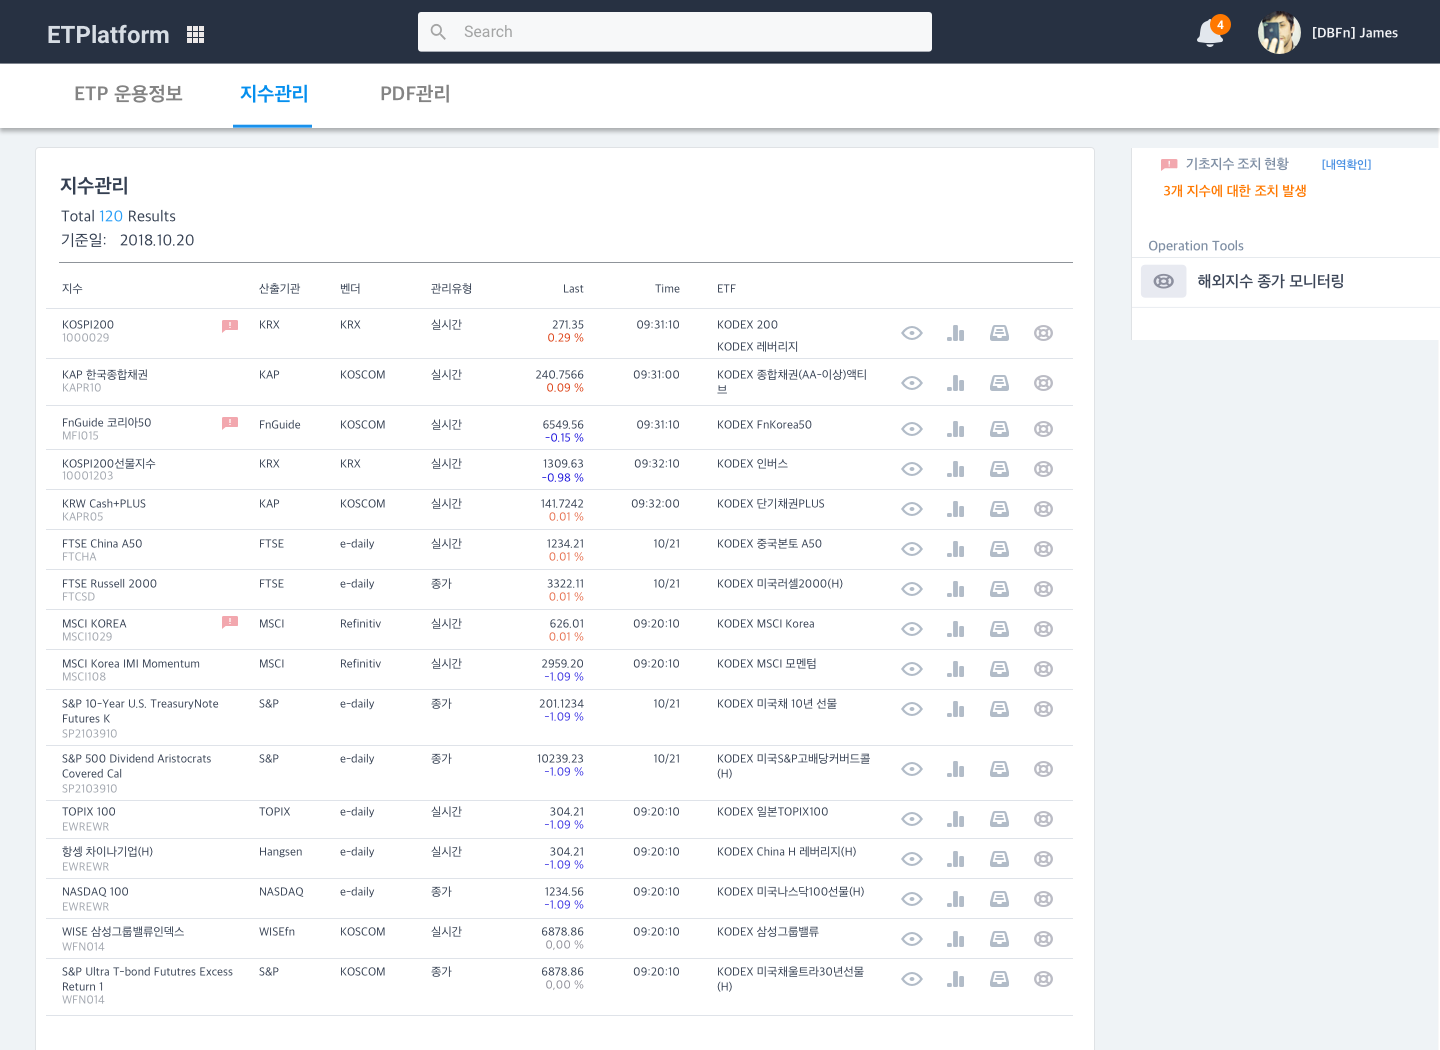 ETPlatform
Search
4
[DBFn] James
ETP 운용정보 지수관리 PDF관리
지수관리
Total 120 Results
기준일: 2018.10.20
지수 산출기관 벤더 관리유형 Last Time ETF
KOSPI200 KRX KRX 실시간 271.35 09:31:10 KODEX 200
1000029 0.29 %
KODEX 레버리지
KAP 한국종합채권 KAP KOSCOM 실시간 240.7566 09:31:00 KODEX 종합채권(AA-이상)액티
KAPR10 0.09 % 브
FnGuide 코리아50 FnGuide KOSCOM 실시간 6549.56 09:31:10 KODEX FnKorea50
MFI015 -0.15 %
KOSPI200선물지수 KRX KRX 실시간 1309.63 09:32:10 KODEX 인버스
10001203 -0.98 %
KRW Cash+PLUS KAP KOSCOM 실시간 141.7242 09:32:00 KODEX 단기채권PLUS
KAPR05 0.01 %
FTSE China A50 FTSE e-daily 실시간 1234.21 10/21 KODEX 중국본토 A50
FTCHA 0.01 %
FTSE Russell 2000 FTSE e-daily 종가 3322.11 10/21 KODEX 미국러셀2000(H)
FTCSD 0.01 %
MSCI KOREA MSCI Refinitiv 실시간 626.01 09:20:10 KODEX MSCI Korea
MSCI1029 0.01 %
MSCI Korea IMI Momentum MSCI Refinitiv 실시간 2959.20 09:20:10 KODEX MSCI 모멘텀
MSCI108 -1.09 %
S&P 10-Year U.S. TreasuryNote S&P e-daily 종가 201.1234 10/21 KODEX 미국채 10년 선물
Futures K -1.09 %
SP2103910
S&P 500 Dividend Aristocrats S&P e-daily 종가 10239.23 10/21 KODEX 미국S&P고배당커버드콜
Covered Cal -1.09 % (H)
SP2103910
TOPIX 100 TOPIX e-daily 실시간 304.21 09:20:10 KODEX 일본TOPIX100
EWREWR -1.09 %
항셍 차이나기업(H) Hangsen e-daily 실시간 304.21 09:20:10 KODEX China H 레버리지(H)
EWREWR -1.09 %
NASDAQ 100 NASDAQ e-daily 종가 1234.56 09:20:10 KODEX 미국나스닥100선물(H)
EWREWR -1.09 %
WISE 삼성그룹밸류인덱스 WISEfn KOSCOM 실시간 6878.86 09:20:10 KODEX 삼성그룹밸류
WFN014 0,00 %
S&P Ultra T-bond Fututres Excess S&P KOSCOM 종가 6878.86 09:20:10 KODEX 미국채울트라30년선물
Return 1 0,00 % (H)
WFN014
기초지수 조치 현황 [내역확인]
3개 지수에 대한 조치 발생
Operation Tools
해외지수 종가 모니터링